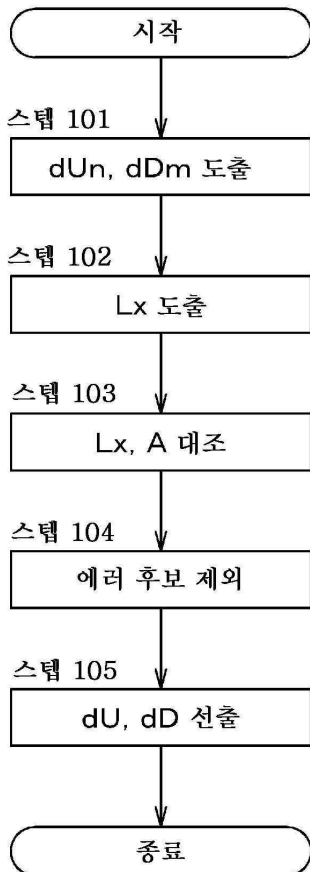 시작
스텝 101
dUn, dDm 도출
스텝 102
Lx 도출
스텝 103
Lx, A 대조
스텝 104
에러 후보 제외
스텝 105
dU, dD 선출
종료